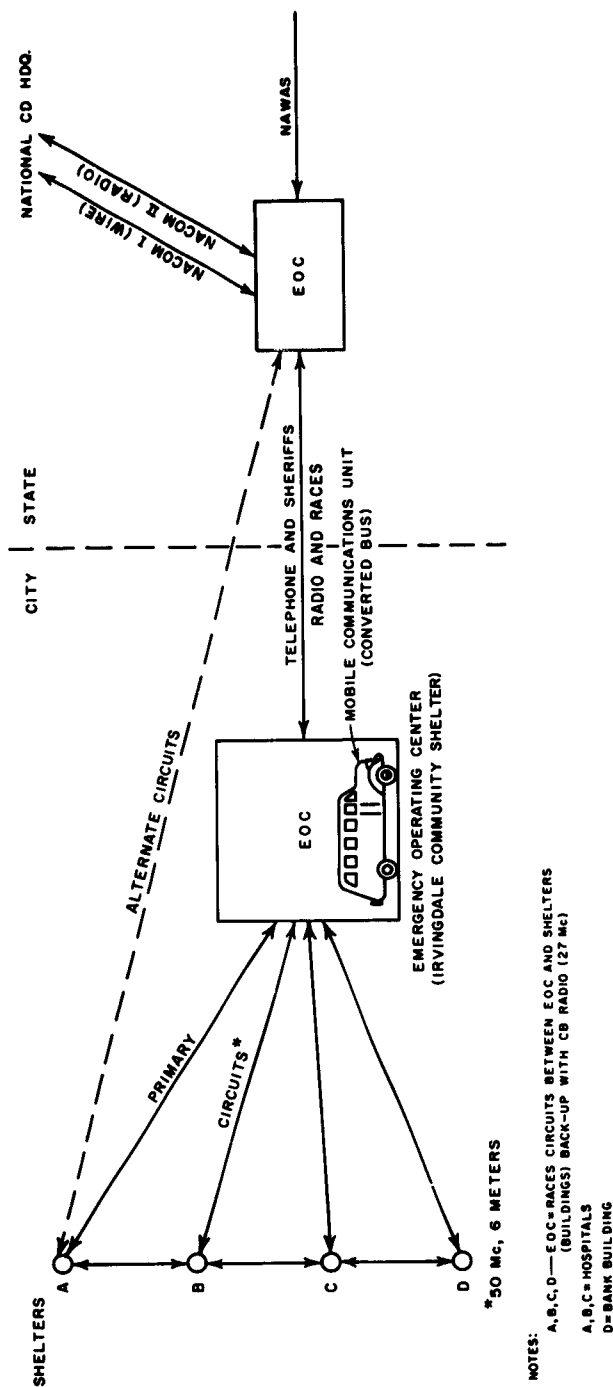 SHELTERS
A
B
C
D
*50 Mc, 6 METERS
PRIMARY
CIRCUITS*
ALTERNATE CIRCUITS
CITY
STATE
EOC
EMERGENCY OPERATING CENTER
(IRVINGDALE COMMUNITY SHELTER)
MOBILE COMMUNICATIONS UNIT
(CONVERTED BUS)
TELEPHONE AND SHERIFFS
RADIO AND RACES
EOC
NACOM I (WIRE)
NACOM II (RADIO)
NATIONAL CD HDQ.
NAWAS
NOTES:
A,B,C,D — EOC = RACES CIRCUITS BETWEEN EOC AND SHELTERS
(BUILDINGS) BACK-UP WITH CB RADIO (27 Mc)
A,B,C = HOSPITALS
D = BANK BUILDING